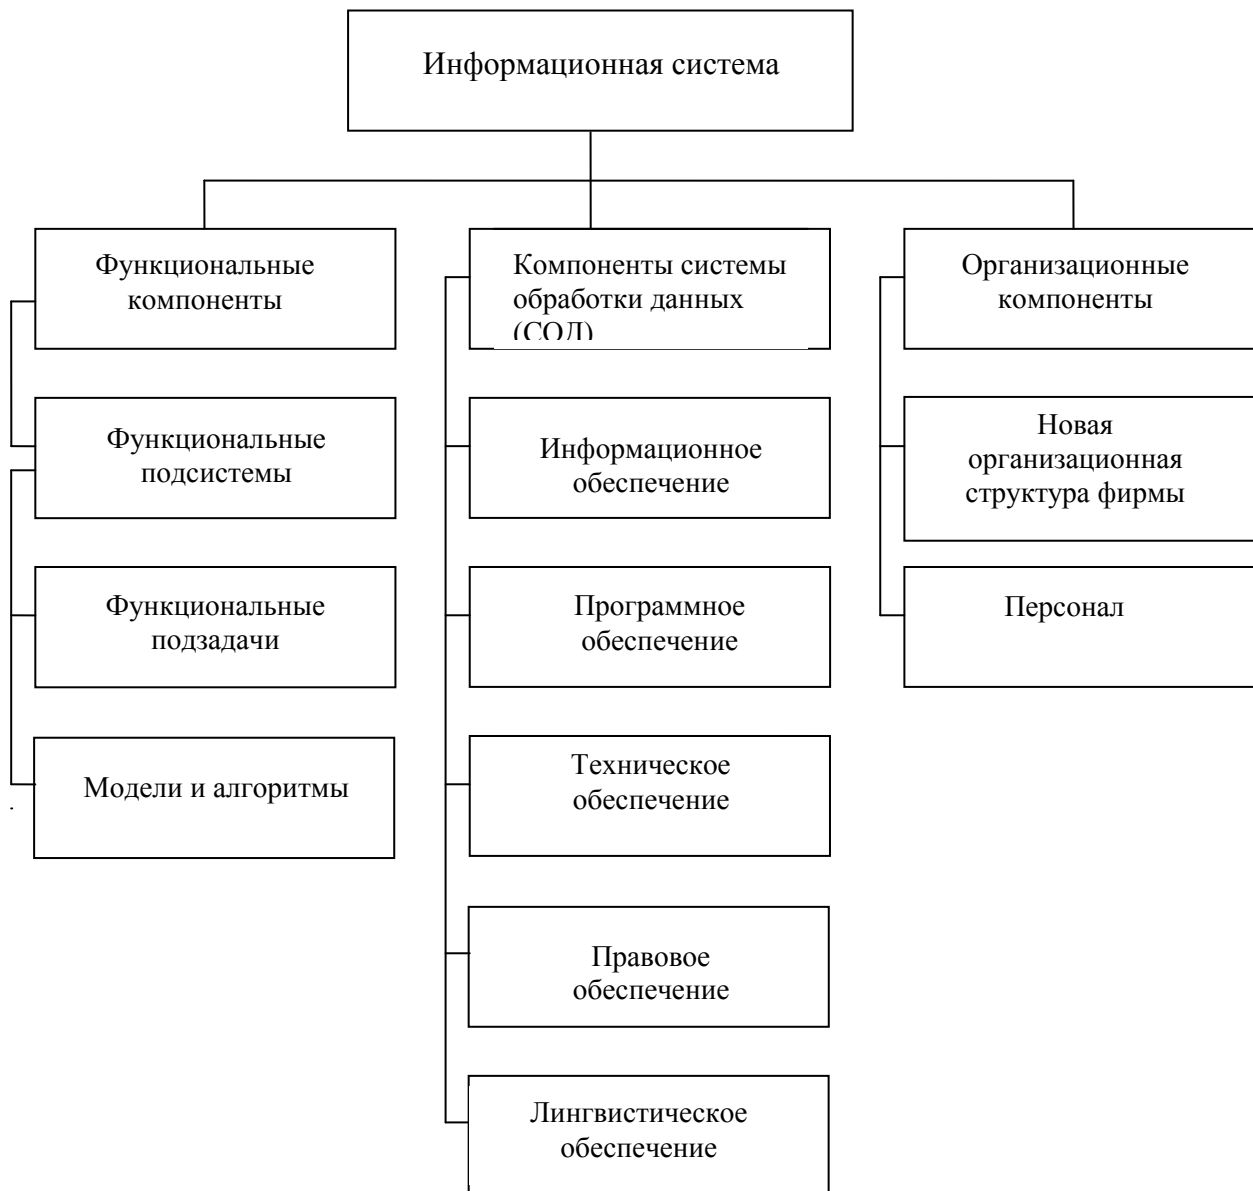 Информационная система
Функциональные
компоненты
Компоненты системы
обработки данных
(СОД)
Организационные
компоненты
Функциональные
подсистемы
Информационное
обеспечение
Новая
организационная
структура фирмы
Функциональные
подзадачи
Программное
обеспечение
Персонал
Модели и алгоритмы
Техническое
обеспечение
Правовое
обеспечение
Лингвистическое
обеспечение